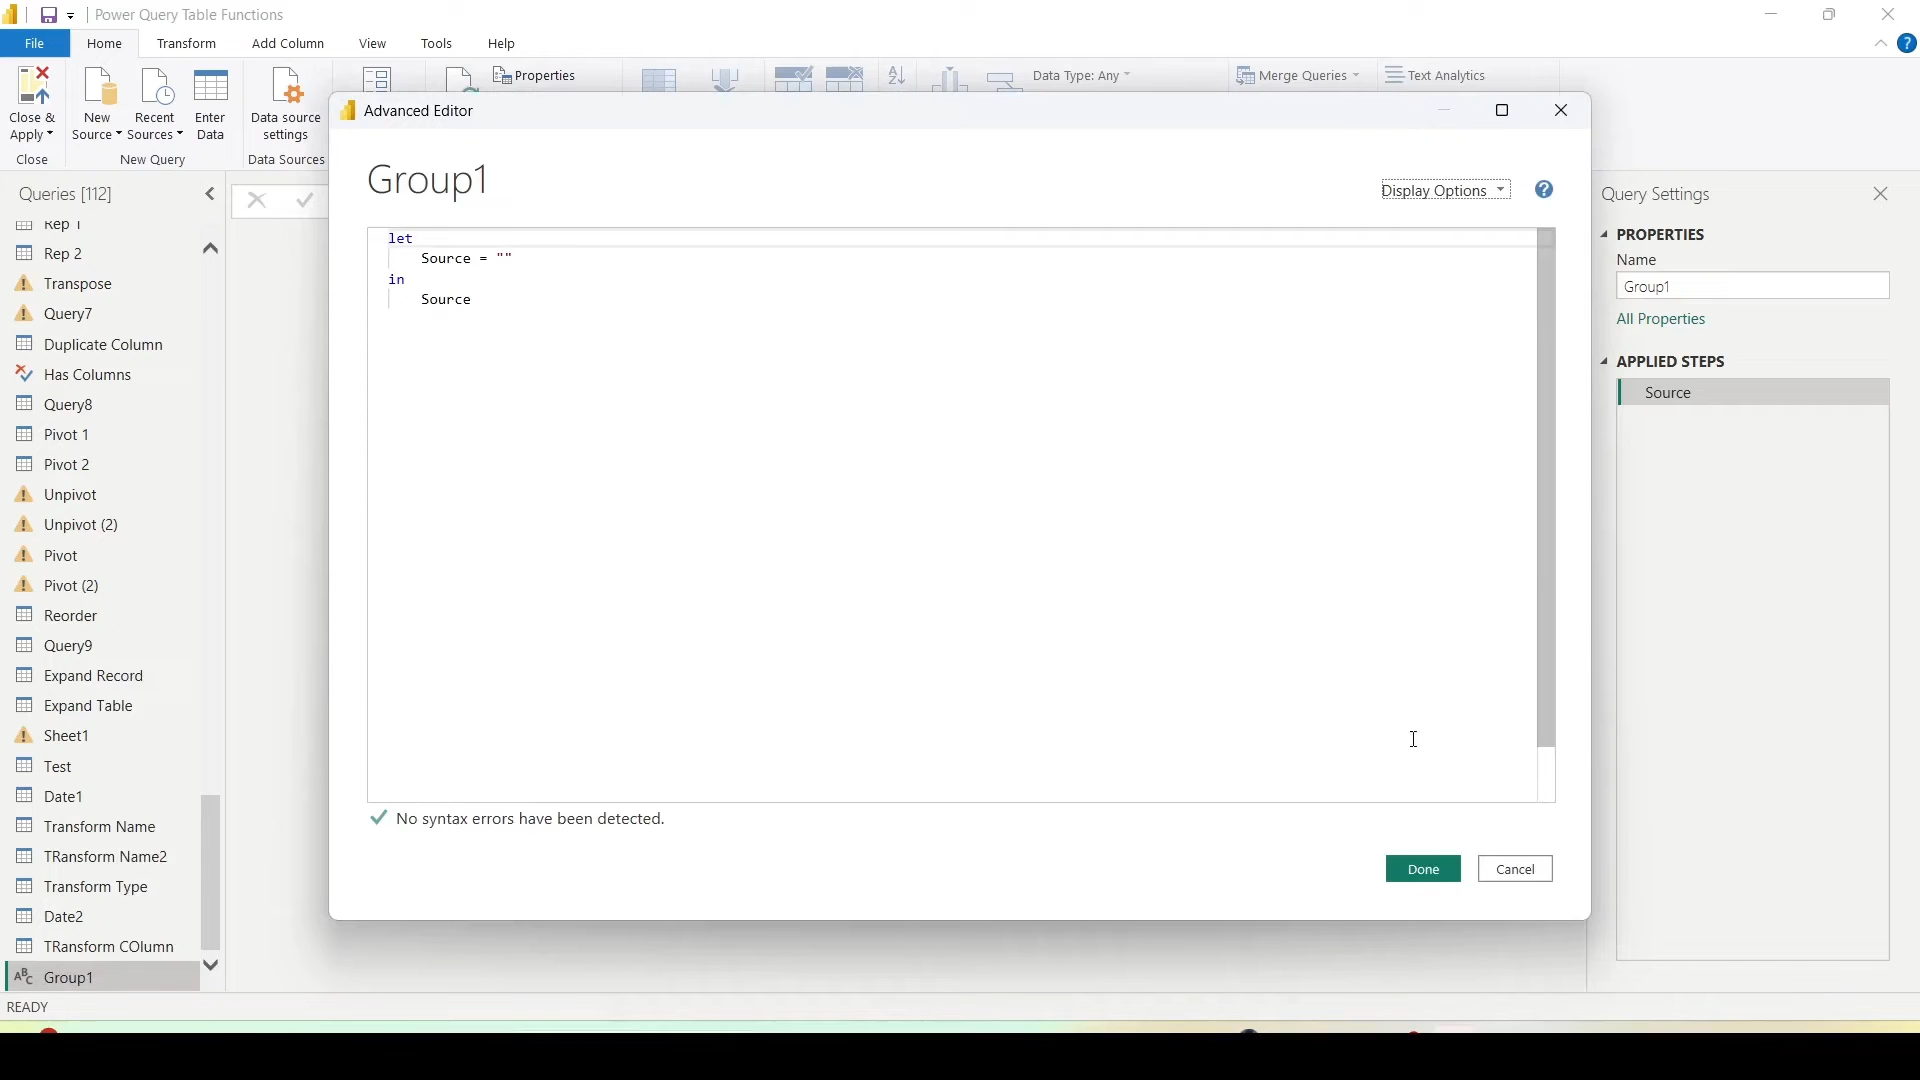 Power Query Table Functions
File
Home
Transform
Add Column
View
Tools
Help
Close &
Apply
Close
New
Source
Recent
Sources
Enter
Data
New Query
Data source
settings
Data Sources
Properties
Data Type: Any
Merge Queries
Text Analytics
Advanced Editor
Group1
Display Options
let
Source = ""
in
Source
No syntax errors have been detected.
Done
Cancel
Queries [112]
Rep 1
Rep 2
Transpose
Query7
Duplicate Column
Has Columns
Query8
Pivot 1
Pivot 2
Unpivot
Unpivot (2)
Pivot
Pivot (2)
Reorder
Query9
Expand Record
Expand Table
Sheet1
Test
Date1
Transform Name
TRansform Name2
Transform Type
Date2
TRansform COlumn
Group1
Query Settings
PROPERTIES
Name
Group1
All Properties
APPLIED STEPS
Source
READY